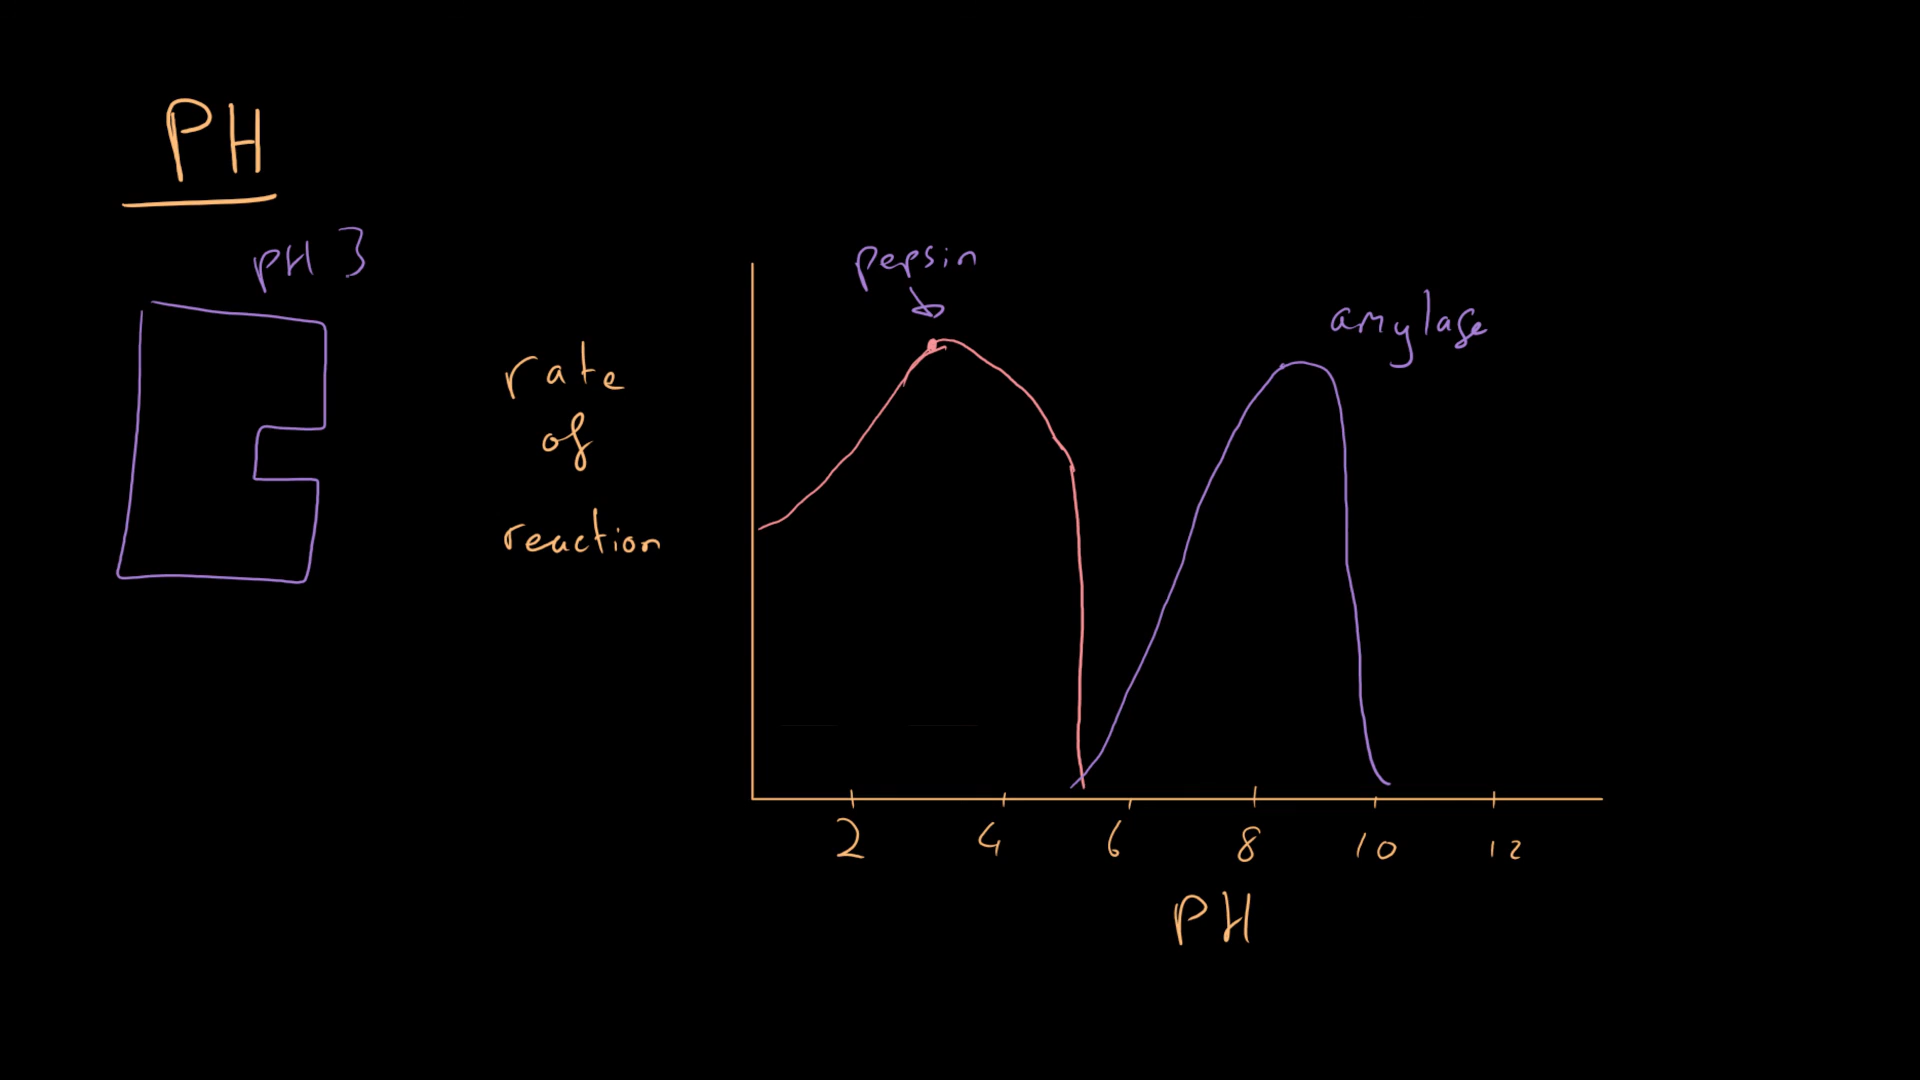 PH
pH 3
rate
of
reaction
pepsin
amylase
2 4 6 8 10 12
PH